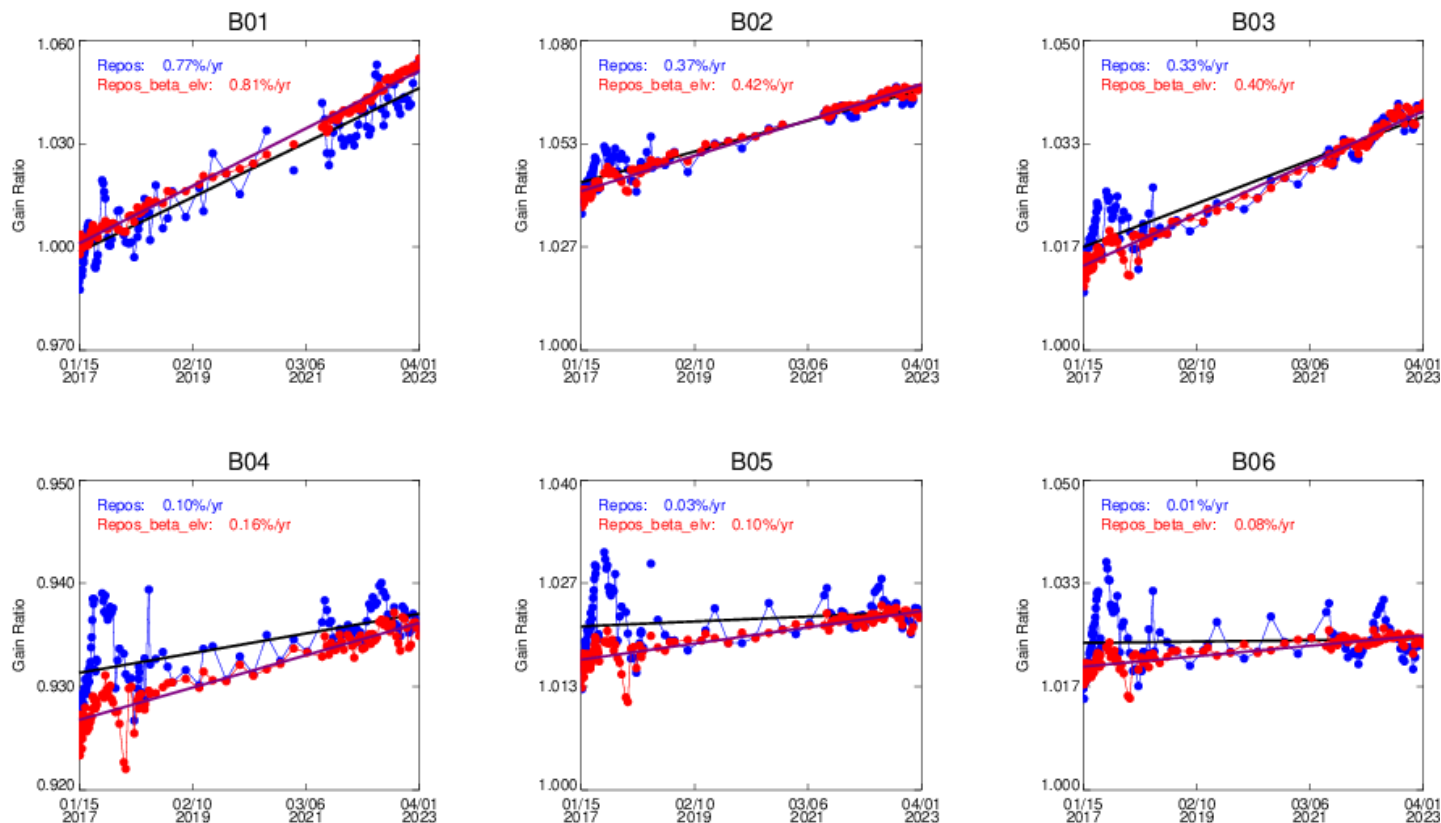 B01
1.060
Repos: 0.77%/yr
Repos_beta_elv: 0.81%/yr
1.030
Gain Ratio
1.000
0.970
01/15 2017
02/10 2019
03/06 2021
04/01 2023
B02
1.080
Repos: 0.37%/yr
Repos_beta_elv: 0.42%/yr
1.053
Gain Ratio
1.027
1.000
01/15 2017
02/10 2019
03/06 2021
04/01 2023
B03
1.050
Repos: 0.33%/yr
Repos_beta_elv: 0.40%/yr
1.033
Gain Ratio
1.017
1.000
01/15 2017
02/10 2019
03/06 2021
04/01 2023
B04
0.950
Repos: 0.10%/yr
Repos_beta_elv: 0.16%/yr
0.940
Gain Ratio
0.930
0.920
01/15 2017
02/10 2019
03/06 2021
04/01 2023
B05
1.040
Repos: 0.03%/yr
Repos_beta_elv: 0.10%/yr
1.027
Gain Ratio
1.013
1.000
01/15 2017
02/10 2019
03/06 2021
04/01 2023
B06
1.050
Repos: 0.01%/yr
Repos_beta_elv: 0.08%/yr
1.033
Gain Ratio
1.017
1.000
01/15 2017
02/10 2019
03/06 2021
04/01 2023